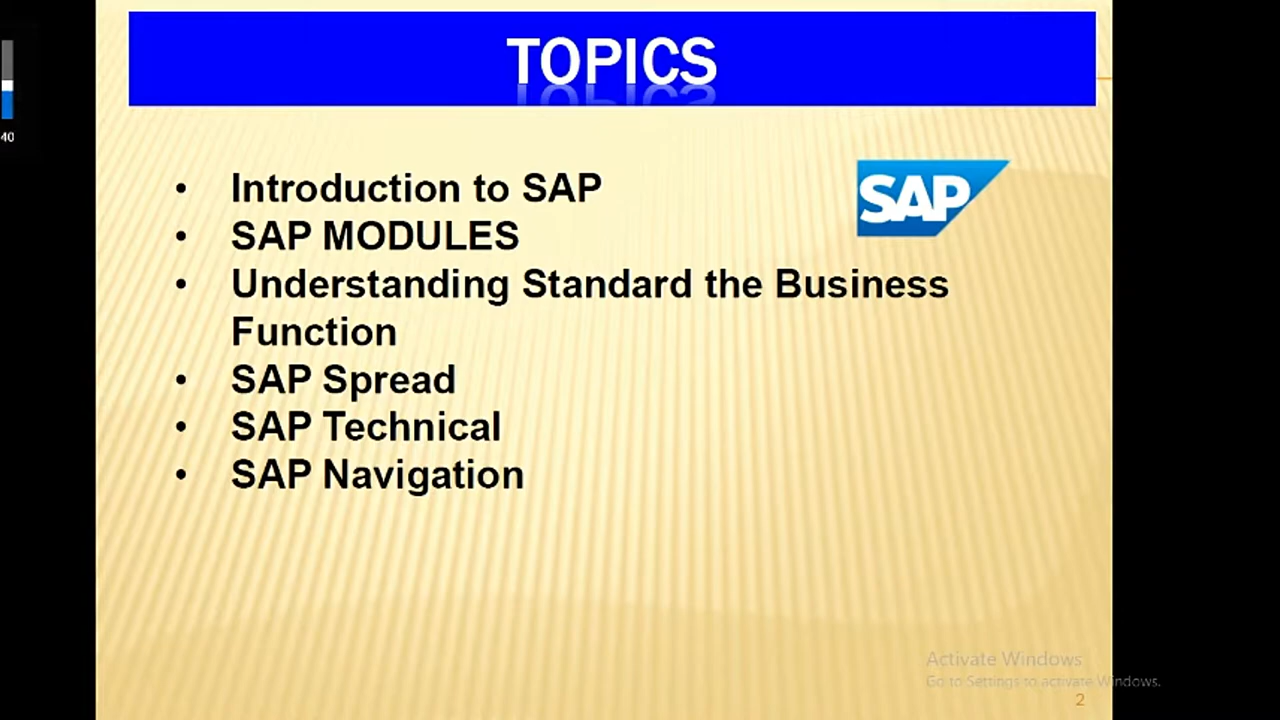 TOPICS
Introduction to SAP
SAP
SAP MODULES
Understanding Standard the Business
Function
SAP Spread
SAP Technical
SAP Navigation
Activate Windows
Go to Settings to activate Windows.
2
40